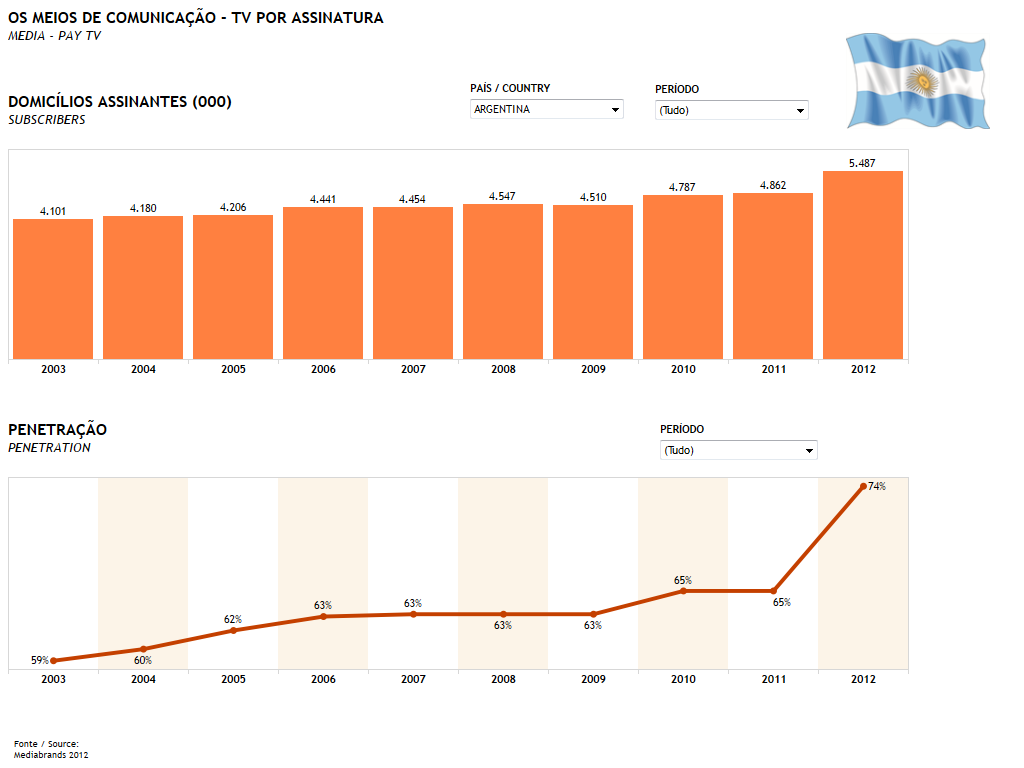 OS MEIOS DE COMUNICAÇÃO - TV POR ASSINATURA
MEDIA - PAY TV
DOMICÍLIOS ASSINANTES (000)
SUBSCRIBERS
PAÍS / COUNTRY
ARGENTINA
PERÍODO
(Tudo)
4.101 4.180 4.206 4.441 4.454 4.547 4.510 4.787 4.862 5.487
2003 2004 2005 2006 2007 2008 2009 2010 2011 2012
PENETRAÇÃO
PENETRATION
PERÍODO
(Tudo)
59% 60% 62% 63% 63% 63% 63% 65% 65% 74%
2003 2004 2005 2006 2007 2008 2009 2010 2011 2012
Fonte / Source:
Mediabrands 2012